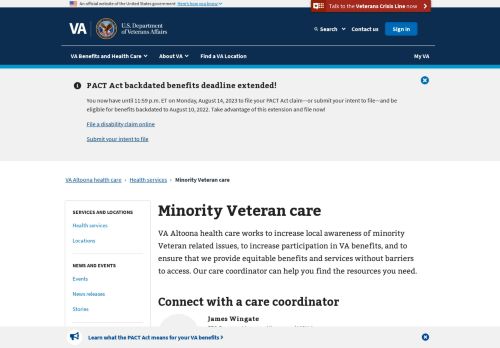 An official website of the United States government Here's how you know
Talk to the Veterans Crisis Line now
VA
U.S. Department
of Veterans Affairs
Search
Contact us
Sign in
VA Benefits and Health Care
About VA
Find a VA Location
My VA
PACT Act backdated benefits deadline extended!
You now have until 11:59 p.m. ET on Monday, August 14, 2023 to file your PACT Act claim—or submit your intent to file—and be
eligible for benefits backdated to August 10, 2022. Take advantage of this extension and file now!
File a disability claim online
Submit your intent to file
VA Altoona health care › Health services › Minority Veteran care
SERVICES AND LOCATIONS
Health services
Locations
NEWS AND EVENTS
Events
News releases
Stories
Minority Veteran care
VA Altoona health care works to increase local awareness of minority
Veteran related issues, to increase participation in VA benefits, and to
ensure that we provide equitable benefits and services without barriers
to access. Our care coordinator can help you find the resources you need.
Connect with a care coordinator
James Wingate
Learn what the PACT Act means for your VA benefits